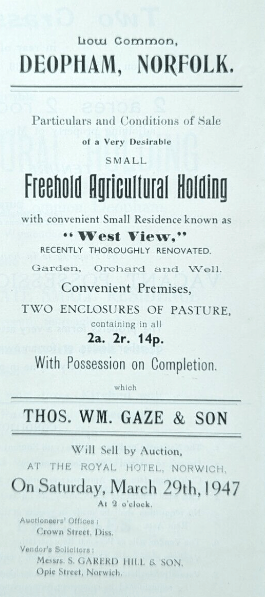 Low Common,
DEOPHAM, NORFOLK.
Particulars and Conditions of Sale
of a Very Desirable
SMALL
Freehold Agricultural Holding
with convenient Small Residence known as
"West View,"
RECENTLY THOROUGHLY RENOVATED.
Garden, Orchard and Well.
Convenient Premises,
TWO ENCLOSURES OF PASTURE,
containing in all
2a. 2r. 14p.
With Possession on Completion.
which
THOS. WM. GAZE & SON
Will Sell by Auction,
AT THE ROYAL HOTEL, NORWICH,
On Saturday, March 29th, 1947
At 2 o'clock.
Auctioneers' Offices :
Crown Street, Diss.
Vendor's Solicitors :
Messrs. S. GARERD HILL & SON.
Opie Street, Norwich.